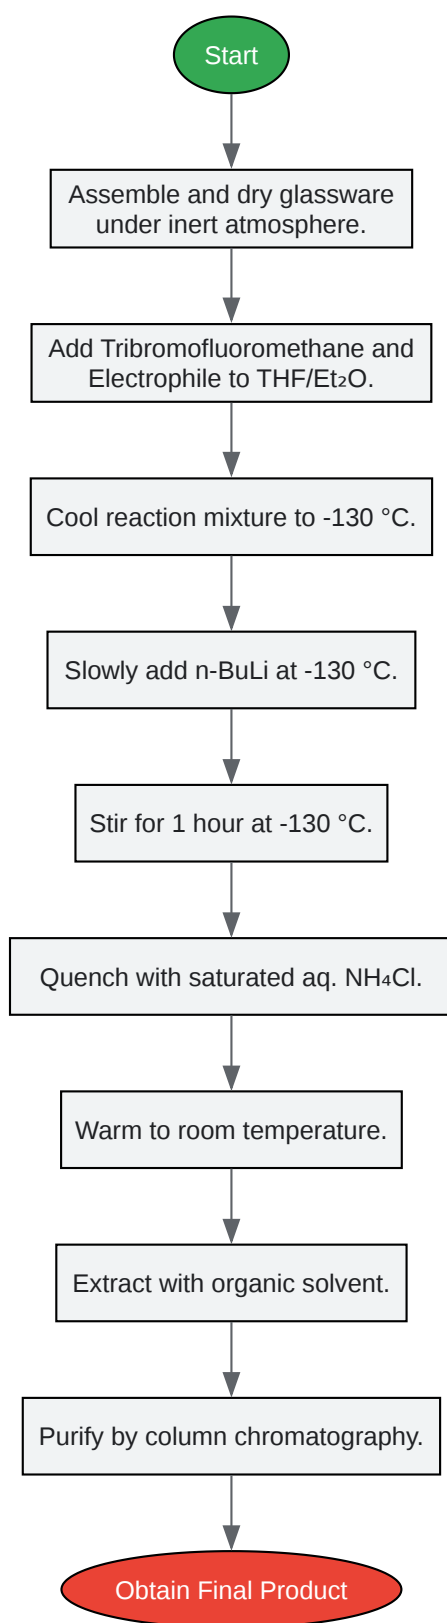 Start
Assemble and dry glassware
under inert atmosphere.
Add Tribromofluoromethane and
Electrophile to THF/Et₂O.
Cool reaction mixture to -130 °C.
Slowly add n-BuLi at -130 °C.
Stir for 1 hour at -130 °C.
Quench with saturated aq. NH₄Cl.
Warm to room temperature.
Extract with organic solvent.
Purify by column chromatography.
Obtain Final Product